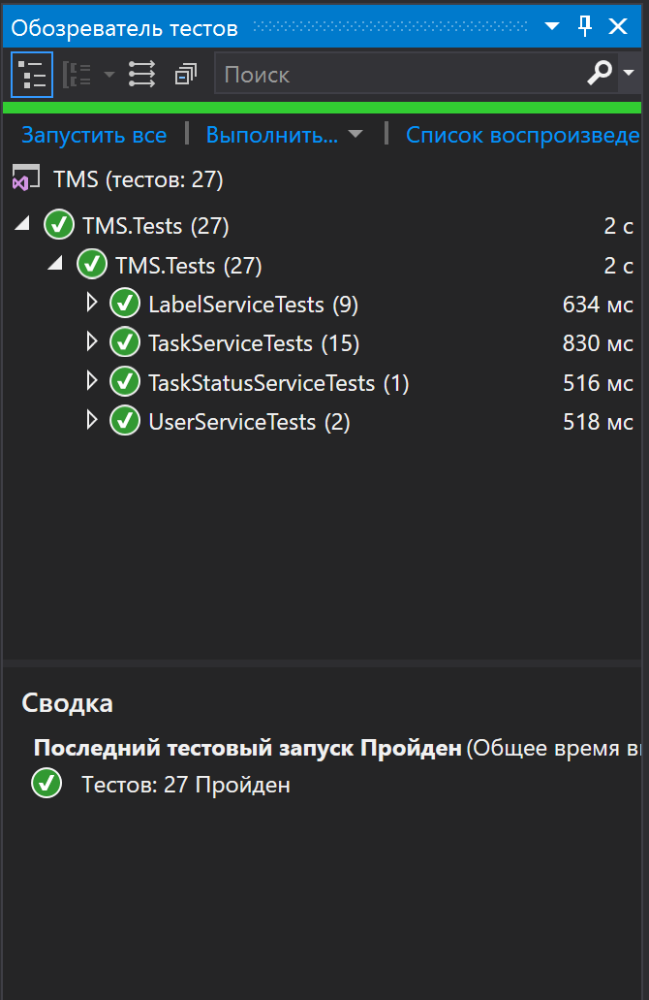 Обозреватель тестов
Поиск
Запустить все | Выполнить... | Список воспроизведе
TMS (тестов: 27)
TMS.Tests (27) 2 с
TMS.Tests (27) 2 с
LabelServiceTests (9) 634 мс
TaskServiceTests (15) 830 мс
TaskStatusServiceTests (1) 516 мс
UserServiceTests (2) 518 мс
Сводка
Последний тестовый запуск Пройден (Общее время в
Тестов: 27 Пройден